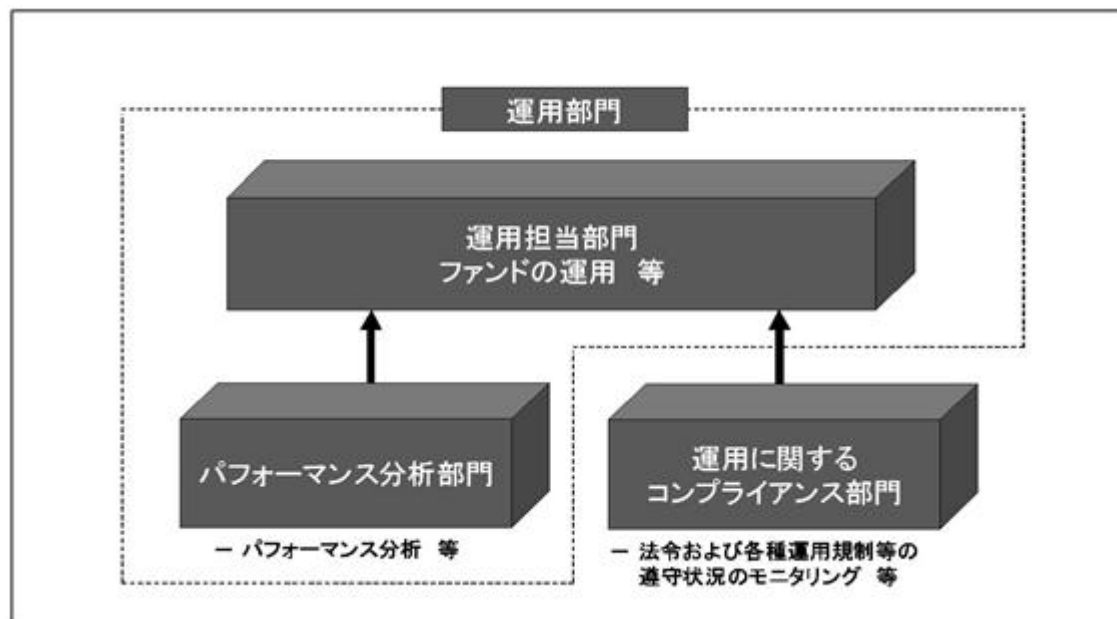 運用部門
運用担当部門
ファンドの運用　等
パフォーマンス分析部門
－ パフォーマンス分析　等
運用に関する
コンプライアンス部門
－ 法令および各種運用規制等の
遵守状況のモニタリング　等